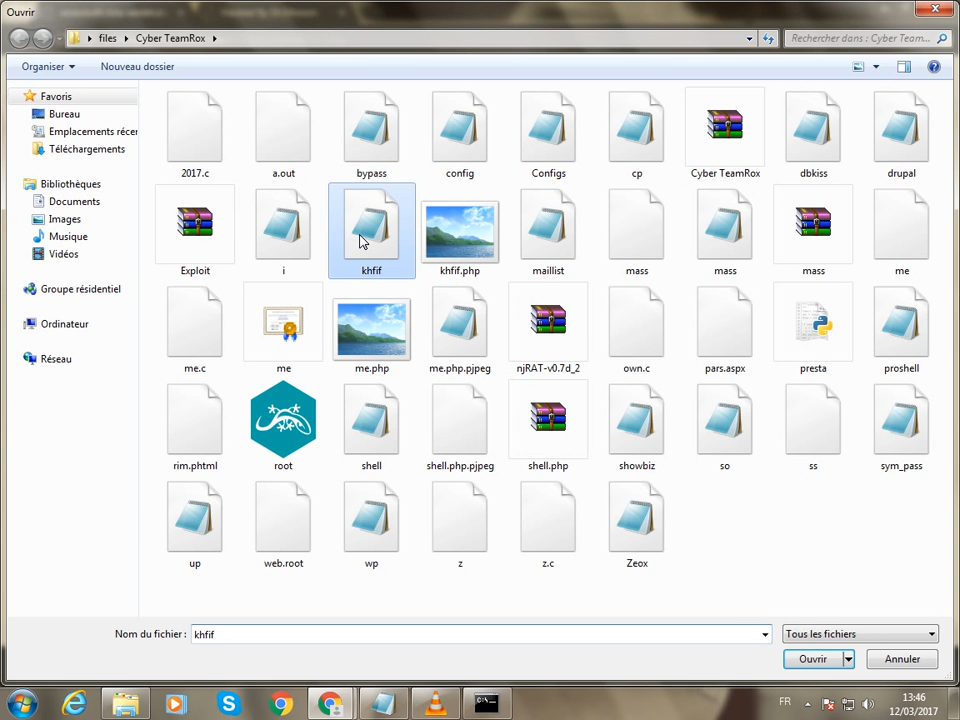 Ouvrir
files
Cyber TeamRox
Rechercher dans : Cyber Team...
Organiser
Nouveau dossier
Favoris
Bureau
Emplacements récer
Téléchargements
Bibliothèques
Documents
Images
Musique
Vidéos
Groupe résidentiel
Ordinateur
Réseau
2017.c
a.out
bypass
config
Configs
cp
Cyber TeamRox
dbkiss
drupal
Exploit
i
khfif
khfif.php
maillist
mass
mass
mass
me
me.c
me
me.php
me.php.pjpeg
njRAT-v0.7d_2
own.c
pars.aspx
presta
proshell
rim.phtml
root
shell
shell.php.pjpeg
shell.php
showbiz
so
ss
sym_pass
up
web.root
wp
z
z.c
Zeox
Nom du fichier : khfif
Tous les fichiers
Ouvrir
Annuler
FR
13:46
12/03/2017